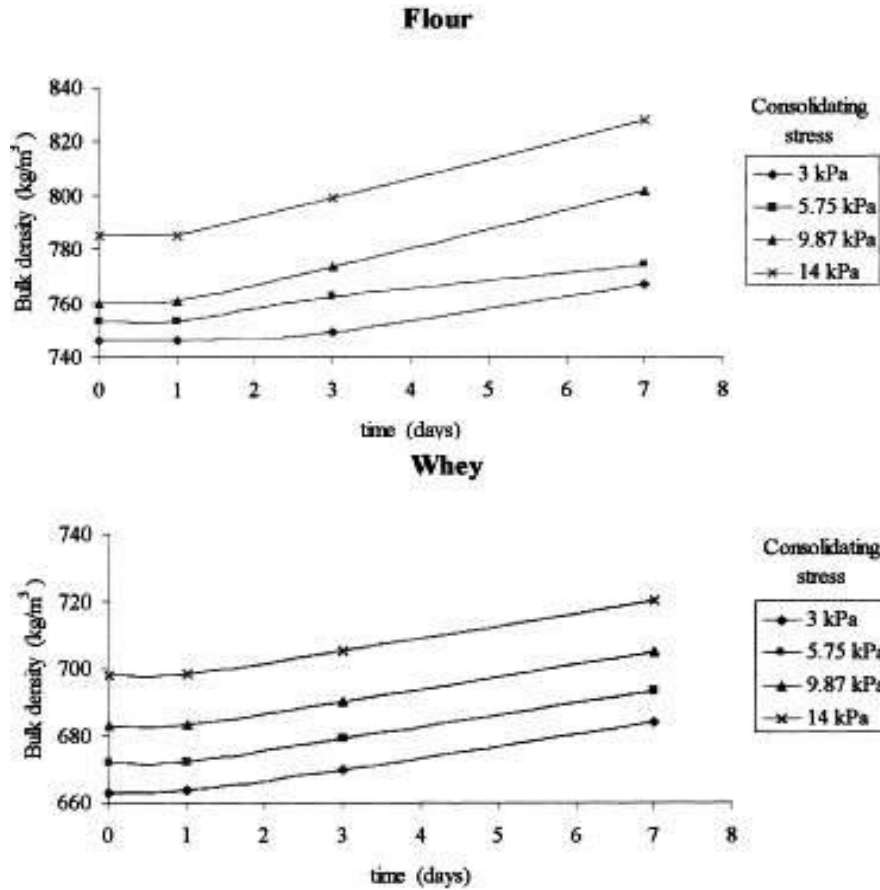 Flour
840
820
800
780
760
740
Bulk density (kg/m³)
0 1 2 3 4 5 6 7 8
time (days)
Consolidating
stress
3 kPa
5.75 kPa
9.87 kPa
14 kPa
Whey
740
720
700
680
660
Bulk density (kg/m³)
0 1 2 3 4 5 6 7 8
time (days)
Consolidating
stress
3 kPa
5.75 kPa
9.87 kPa
14 kPa